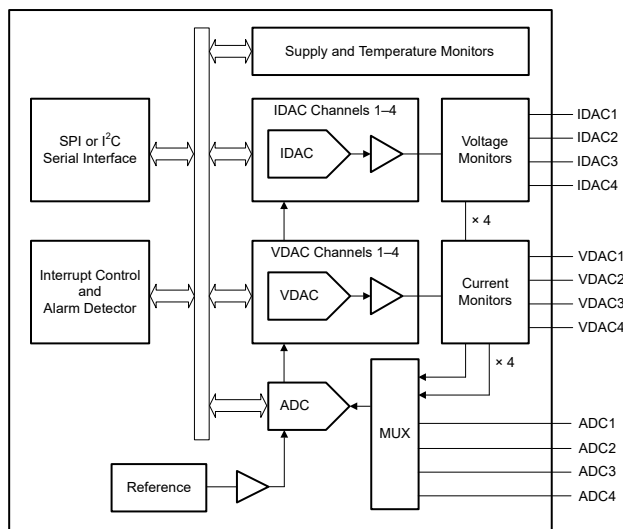 Supply and Temperature Monitors
SPI or I²C
Serial Interface
IDAC Channels 1–4
IDAC
Voltage
Monitors
IDAC1
IDAC2
IDAC3
IDAC4
× 4
Interrupt Control
and
Alarm Detector
VDAC Channels 1–4
VDAC
Current
Monitors
VDAC1
VDAC2
VDAC3
VDAC4
× 4
ADC
MUX
ADC1
ADC2
ADC3
ADC4
Reference